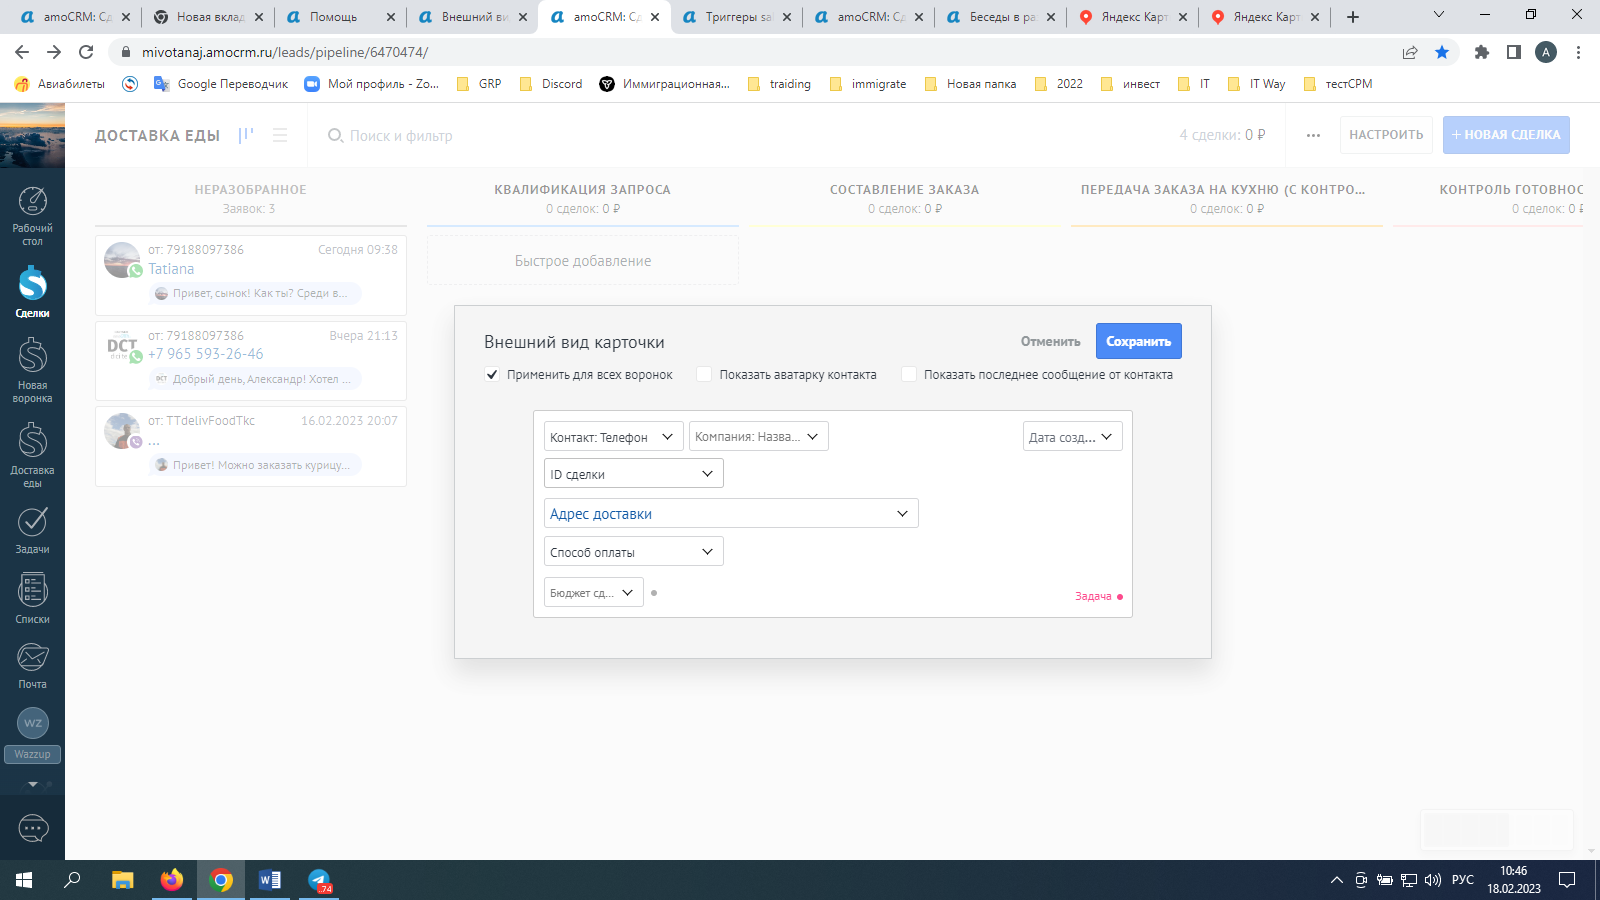 amoCRM: Сд
Новая вклад
Помощь
Внешний ви
amoCRM: Сд
Триггеры sa
amoCRM: Сд
Беседы в ра
Яндекс Карт
Яндекс Карт
mivotanaj.amocrm.ru/leads/pipeline/6470474/
A
Авиабилеты
Google Переводчик
Мой профиль - Zo...
GRP
Discord
Иммиграционная...
traiding
immigrate
Новая папка
2022
инвест
IT
IT Way
тестСРМ
ДОСТАВКА ЕДЫ
Поиск и фильтр
4 сделки: 0 ₽
НАСТРОИТЬ
+ НОВАЯ СДЕЛКА
НЕРАЗОБРАННОЕ
Заявок: 3
КВАЛИФИКАЦИЯ ЗАПРОСА
0 сделок: 0 ₽
СОСТАВЛЕНИЕ ЗАКАЗА
0 сделок: 0 ₽
ПЕРЕДАЧА ЗАКАЗА НА КУХНЮ (С КОНТРО...
0 сделок: 0 ₽
КОНТРОЛЬ ГОТОВНОС
0 сделок: 0 ₽
Рабочий
стол
Сделки
Новая
воронка
Доставка
еды
Задачи
Списки
Почта
WZ
Wazzup
от: 79188097386
Сегодня 09:38
Tatiana
Привет, сынок! Как ты? Среди в...
от: 79188097386
Вчера 21:13
DCT
+7 965 593-26-46
Добрый день, Александр! Хотел ...
от: TTdelivFoodTkc
16.02.2023 20:07
...
Привет! Можно заказать курицу...
Быстрое добавление
Внешний вид карточки
Отменить
Сохранить
Применить для всех воронок
Показать аватарку контакта
Показать последнее сообщение от контакта
Контакт: Телефон
Компания: Назва...
Дата созд...
ID сделки
Адрес доставки
Способ оплаты
Бюджет сд...
Задача
74
РУС
10:46
18.02.2023